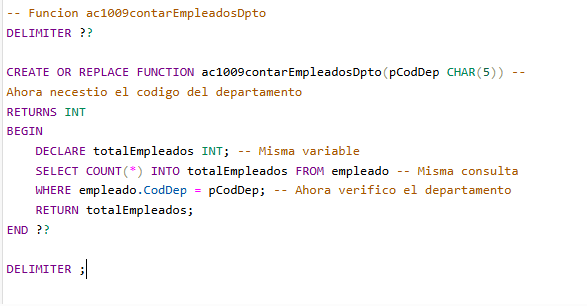 -- Funcion ac1009contarEmpleadosDpto
DELIMITER ??
CREATE OR REPLACE FUNCTION ac1009contarEmpleadosDpto(pCodDep CHAR(5)) --
Ahora necestio el codigo del departamento
RETURNS INT
BEGIN
    DECLARE totalEmpleados INT; -- Misma variable
    SELECT COUNT(*) INTO totalEmpleados FROM empleado -- Misma consulta
    WHERE empleado.CodDep = pCodDep; -- Ahora verifico el departamento
    RETURN totalEmpleados;
END ??
DELIMITER ;